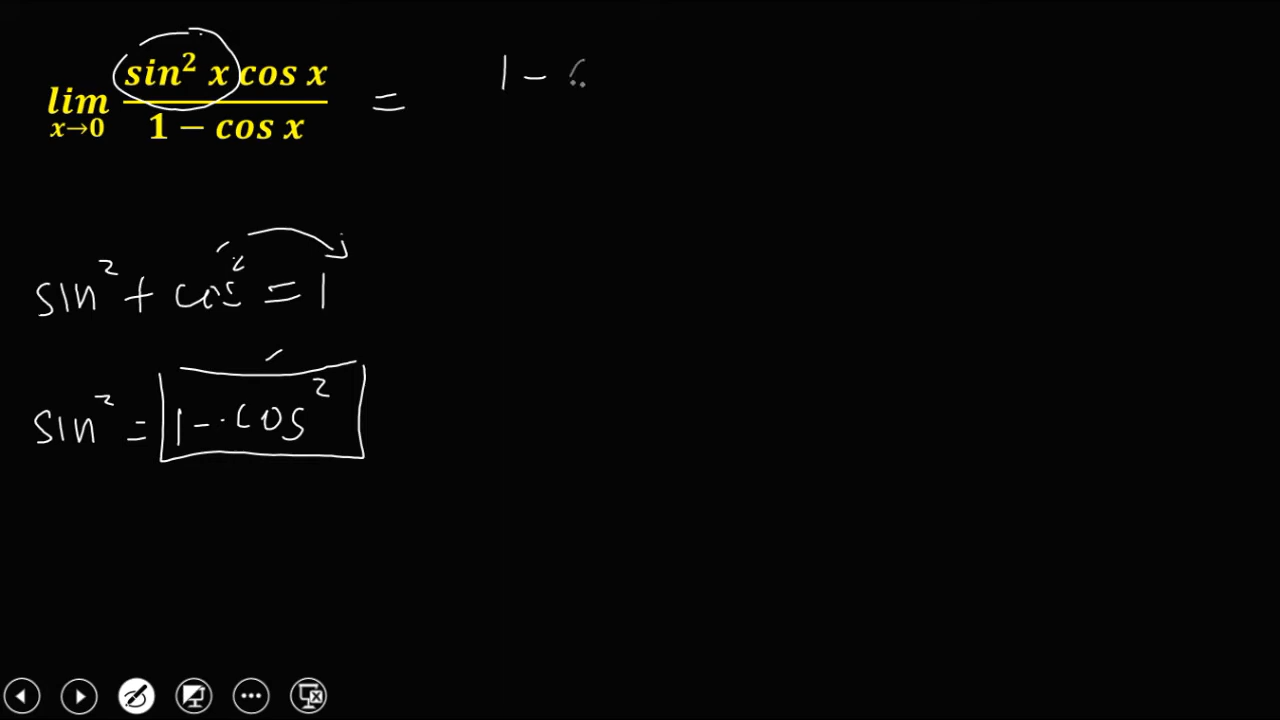 lim x→0 sin² x cos x / 1 − cos x = 1 −
sin² + cos² = 1
sin² = 1 − cos²